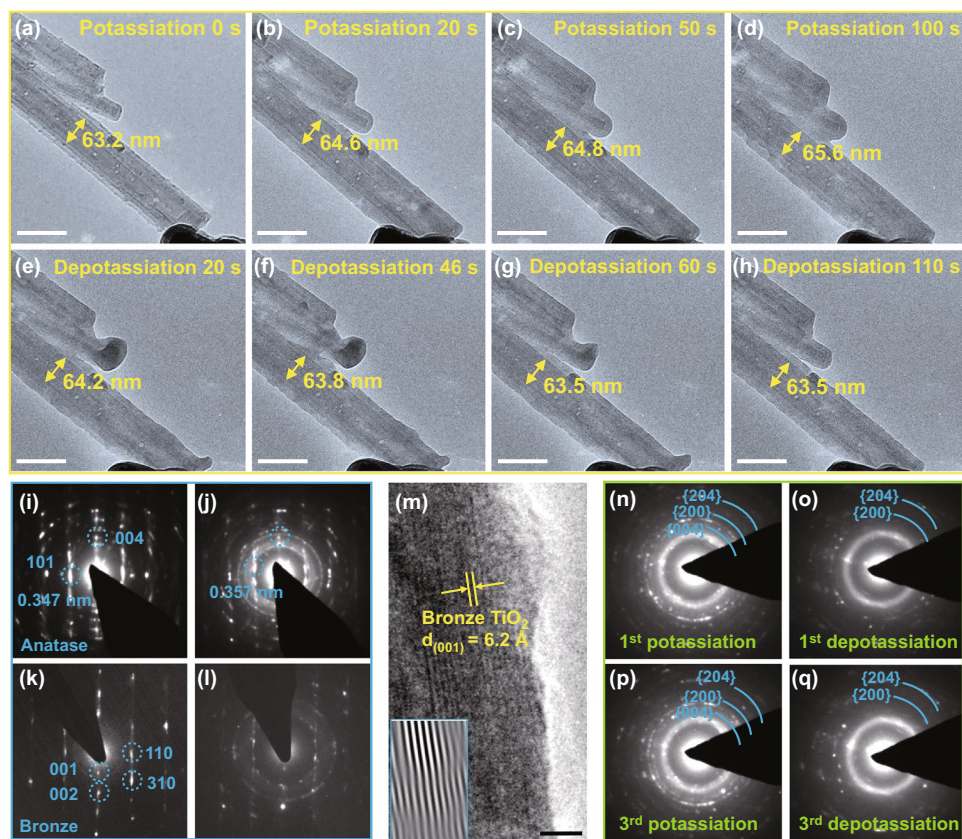 (a) Potassiation 0 s
63.2 nm
(b) Potassiation 20 s
64.6 nm
(c) Potassiation 50 s
64.8 nm
(d) Potassiation 100 s
65.6 nm
(e) Depotassiation 20 s
64.2 nm
(f) Depotassiation 46 s
63.8 nm
(g) Depotassiation 60 s
63.5 nm
(h) Depotassiation 110 s
63.5 nm
(i)
004
101
0.347 nm
Anatase
(j)
0.357 nm
(k)
110
001
310
002
Bronze
(l)
(m)
Bronze TiO₂
d₍₀₀₁₎ = 6.2 Å
(n)
{204}
{200}
{004}
1ˢᵗ potassiation
(o)
{204}
{200}
1ˢᵗ depotassiation
(p)
{204}
{200}
{004}
3ʳᵈ potassiation
(q)
{204}
{200}
3ʳᵈ depotassiation